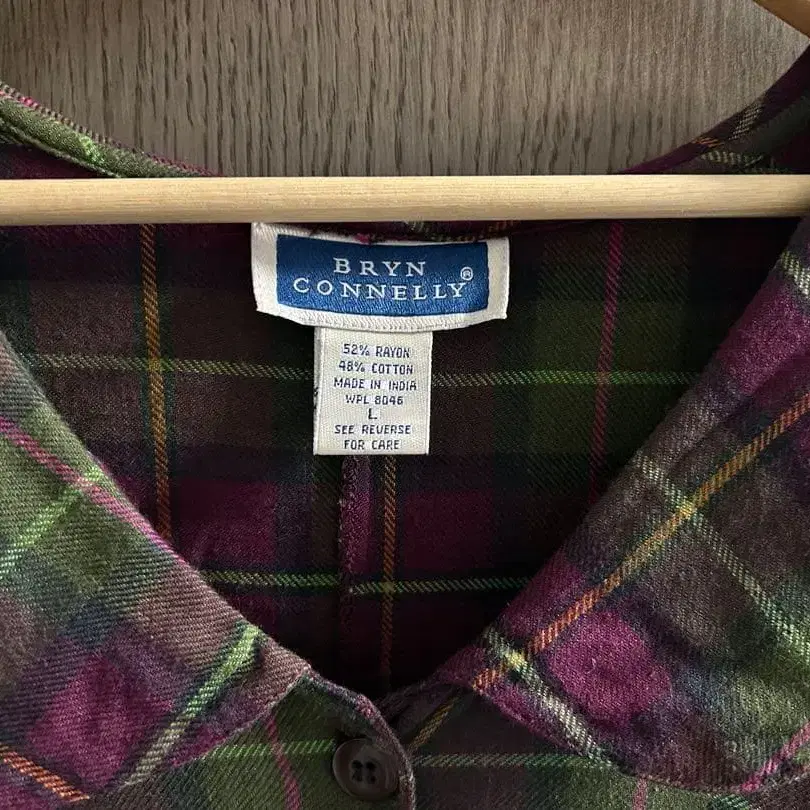 BRYN
CONNELLY®
52% RAYON
48% COTTON
MADE IN INDIA
WPL 8046
L
SEE REVERSE
FOR CARE